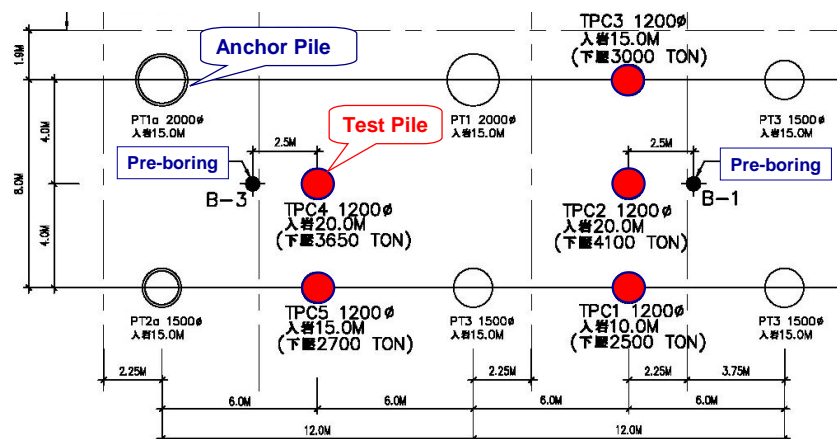 TPC3 1200ø
入岩15.0M
(下壓3000 TON)
1.9M
Anchor Pile
PT1a 2000ø
入岩15.0M
PT1 2000ø
入岩15.0M
PT3 1500ø
入岩15.0M
4.0M
Test Pile
2.5M
2.5M
Pre-boring
Pre-boring
B-3
B-1
8.0M
TPC4 1200ø
入岩20.0M
(下壓3650 TON)
TPC2 1200ø
入岩20.0M
(下壓4100 TON)
4.0M
PT2a 1500ø
入岩15.0M
TPC5 1200ø
入岩15.0M
(下壓2700 TON)
PT3 1500ø
入岩15.0M
TPC1 1200ø
入岩10.0M
(下壓2500 TON)
PT3 1500ø
入岩15.0M
2.25M
2.25M
2.25M
3.75M
6.0M
6.0M
6.0M
6.0M
12.0M
12.0M